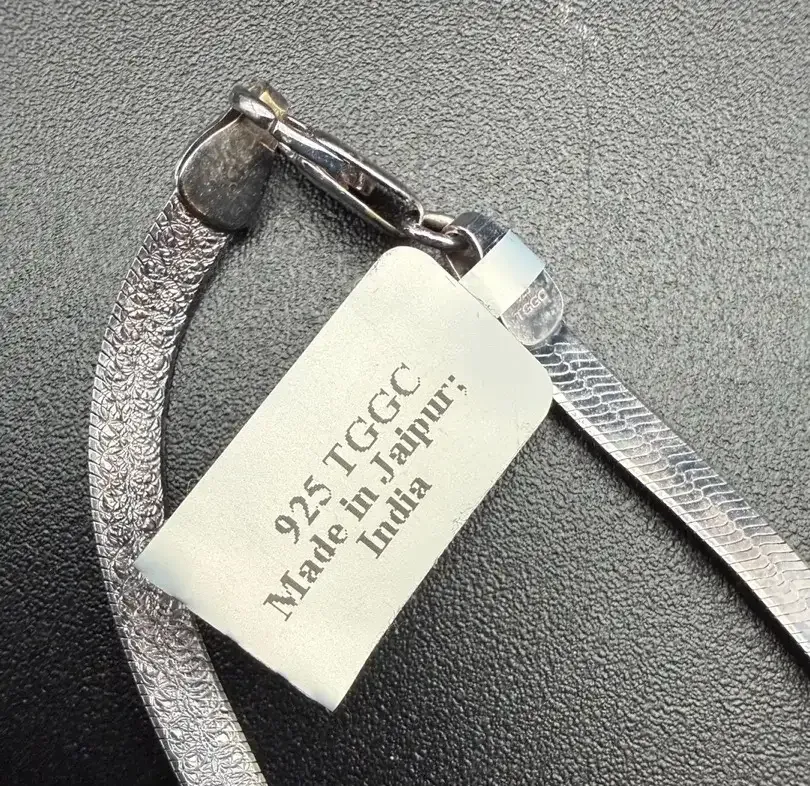 925 TGGC
Made in Jaipur;
India
TGGC